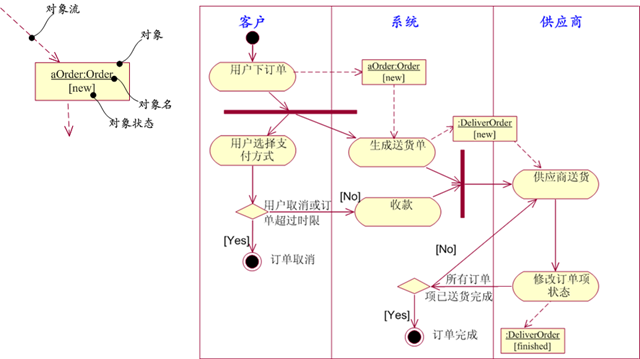 对象流
对象
aOrder:Order
[new]
对象名
对象状态
客户
系统
供应商
用户下订单
aOrder:Order
[new]
用户选择支
付方式
生成送货单
:DeliverOrder
[new]
供应商送货
收款
[No]
用户取消或订
单超过时限
[Yes]
订单取消
[No]
所有订单
项已送货完成
修改订单项
状态
[Yes]
订单完成
:DeliverOrder
[finished]